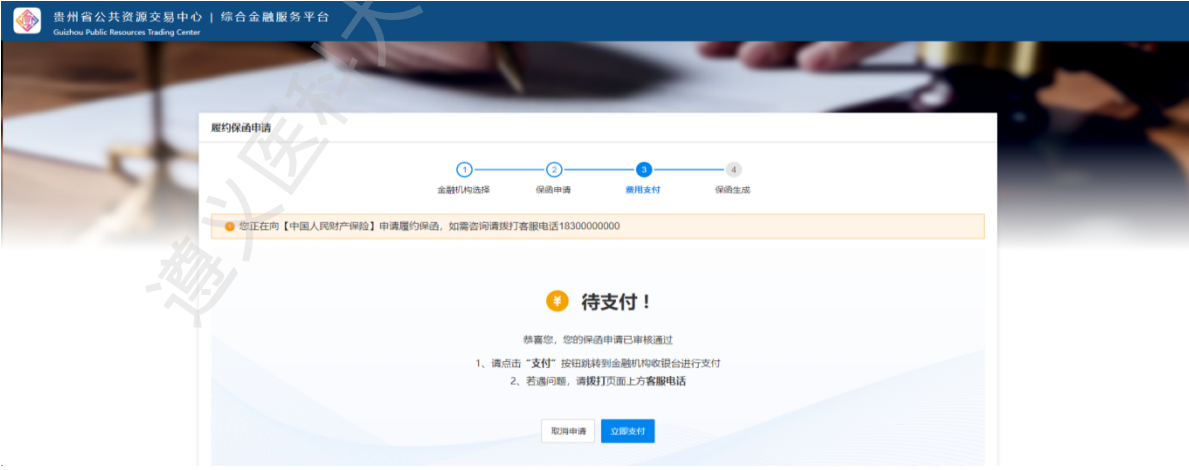 贵州省公共资源交易中心 | 综合金融服务平台
Guizhou Public Resources Trading Center
履约保函申请
1 2 3 4
金融机构选择 保函申请 费用支付 保函生成
您正在向【中国人民财产保险】申请履约保函，如需咨询请拨打客服电话18300000000
¥ 待支付！
恭喜您，您的保函申请已审核通过
1、请点击“支付”按钮跳转到金融机构收银台进行支付
2、若遇问题，请拨打页面上方客服电话
取消申请 立即支付
遵义医科大